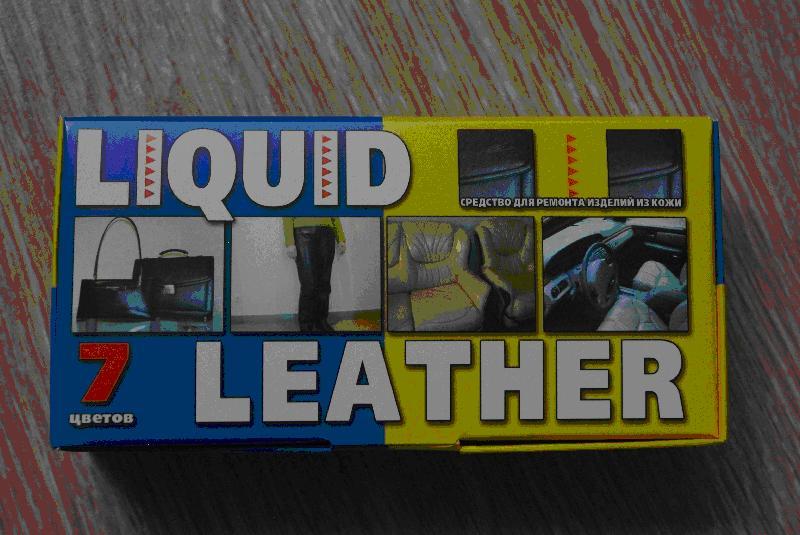 LIQUID
СРЕДСТВО ДЛЯ РЕМОНТА ИЗДЕЛИЙ ИЗ КОЖИ
7
цветов
LEATHER